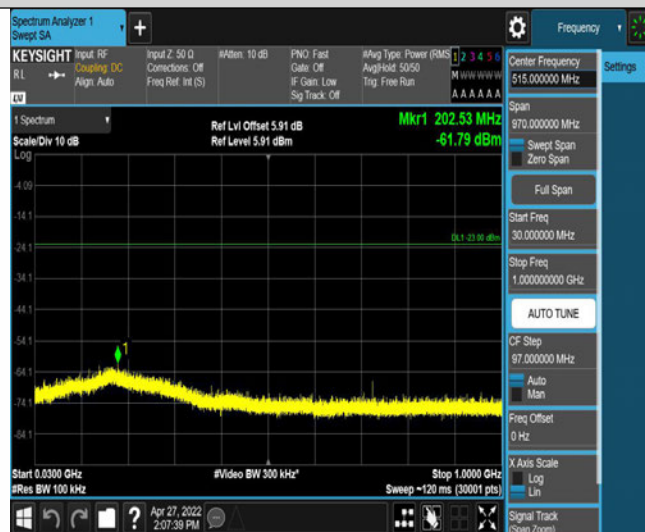 Spectrum Analyzer 1
Swept SA
+
Frequency
KEYSIGHT
Input: RF
Coupling: DC
Align: Auto
RL
LXI
Input Z: 50 Ω
Corrections: Off
Freq Ref: Int (S)
#Atten: 10 dB
PNO: Fast
Gate: Off
IF Gain: Low
Sig Track: Off
#Avg Type: Power (RMS
Avg|Hold: 50/50
Trig: Free Run
1 2 3 4 5 6
M W W W W W
A A A A A A
Center Frequency
515.000000 MHz
Settings
Span
970.000000 MHz
Swept Span
Zero Span
Full Span
Start Freq
30.000000 MHz
Stop Freq
1.000000000 GHz
AUTO TUNE
CF Step
97.000000 MHz
Auto
Man
Freq Offset
0 Hz
X Axis Scale
Log
Lin
Signal Track
(Span Zoom)
1 Spectrum
Scale/Div 10 dB
Log
Ref Lvl Offset 5.91 dB
Ref Level 5.91 dBm
Mkr1 202.53 MHz
-61.79 dBm
-4.09
-14.1
DL1 -23.00 dBm
-24.1
-34.1
-44.1
-54.1
1
-64.1
-74.1
-84.1
Start 0.0300 GHz
#Res BW 100 kHz
#Video BW 300 kHz*
Stop 1.0000 GHz
Sweep ~120 ms (30001 pts)
?
Apr 27, 2022
2:07:39 PM